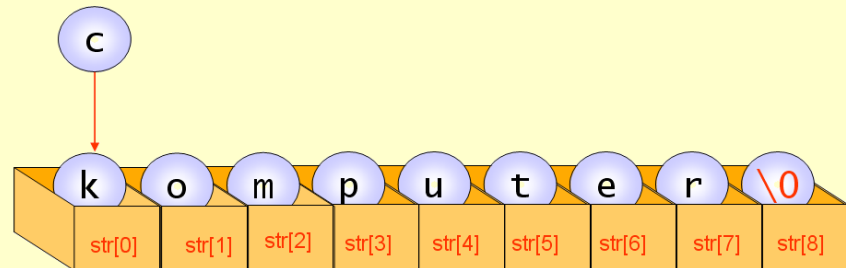 c
k o m p u t e r \0
str[0] str[1] str[2] str[3] str[4] str[5] str[6] str[7] str[8]